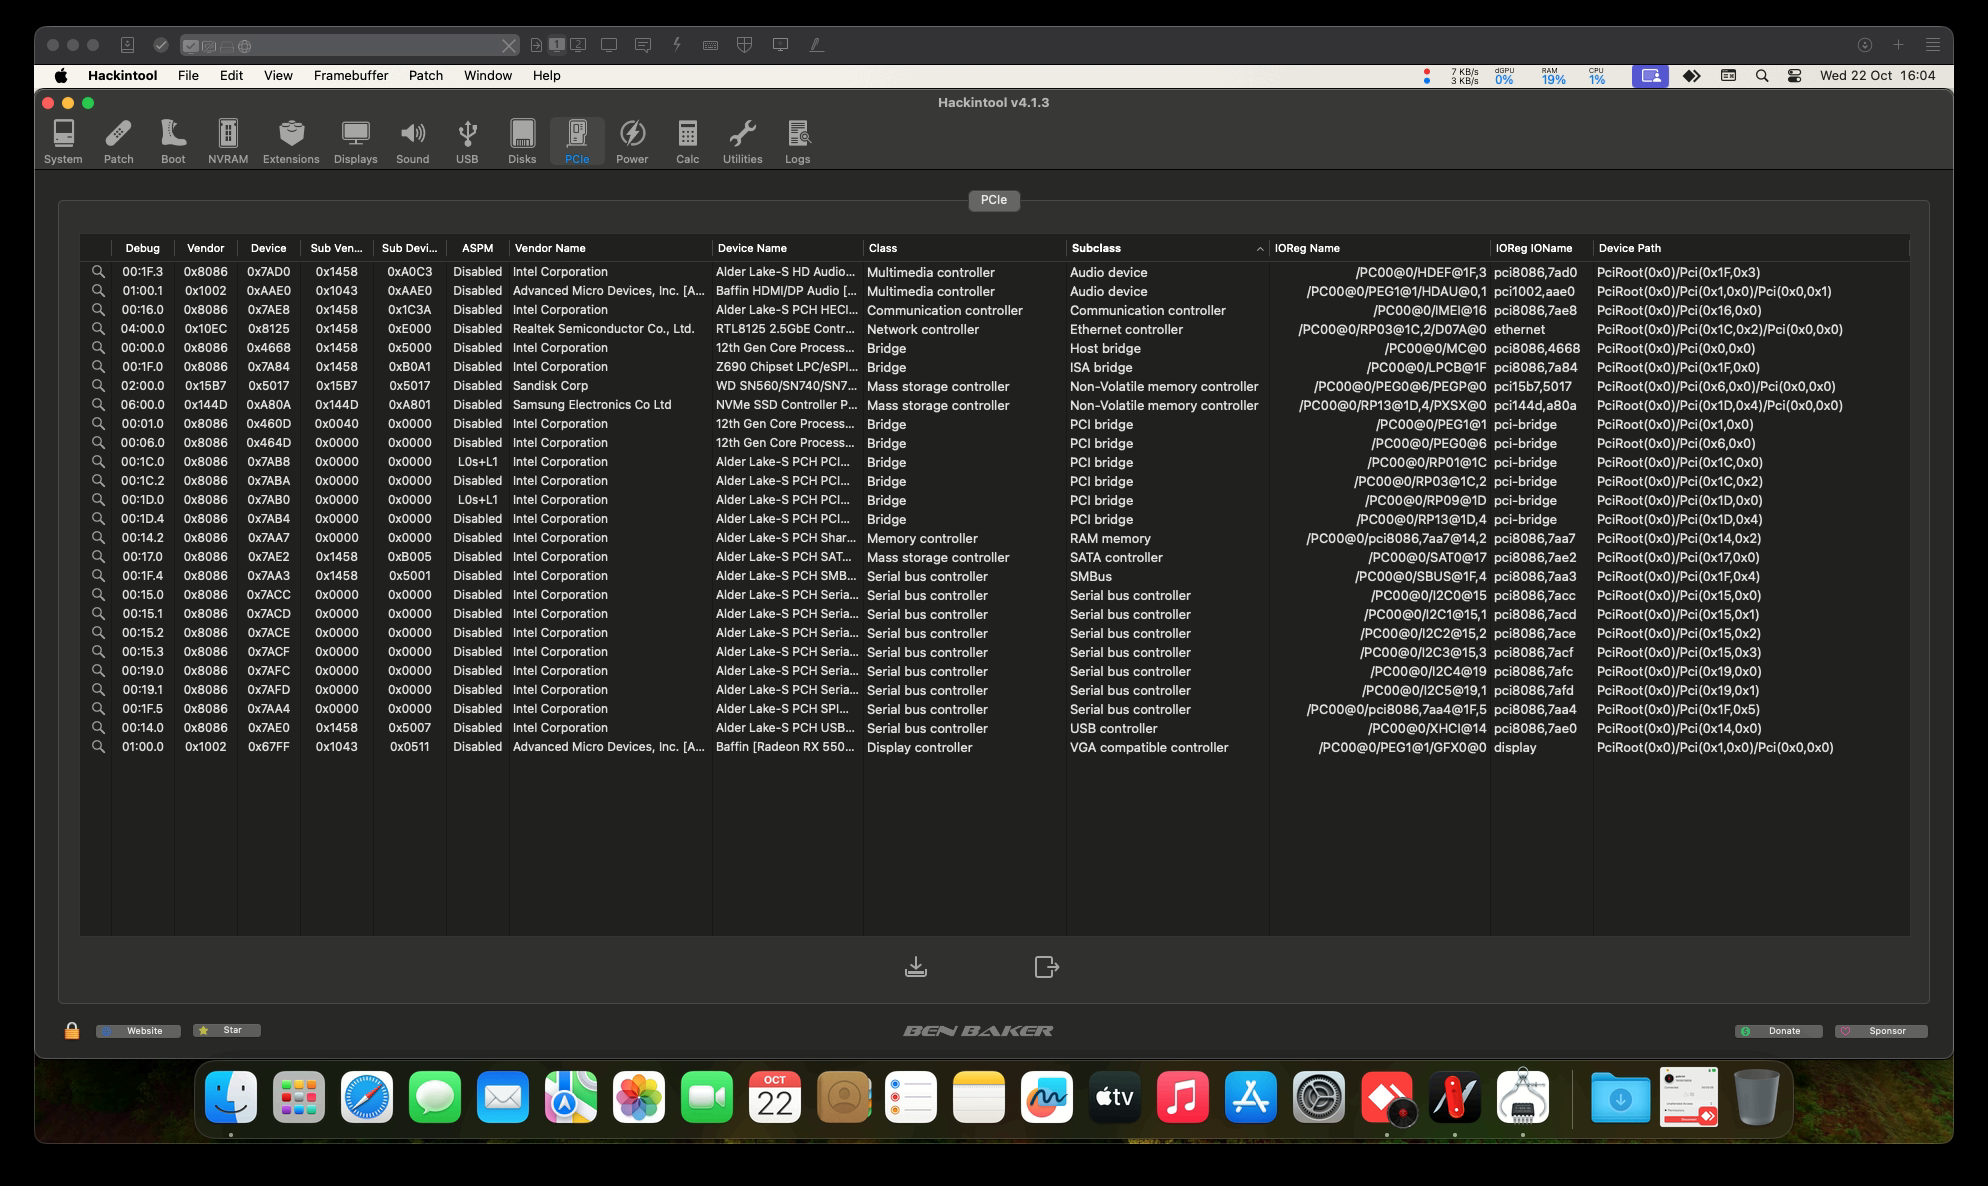 1 2
Hackintool File Edit View Framebuffer Patch Window Help 7 KB/s 3 KB/s dGPU 0% RAM 19% CPU 1% Wed 22 Oct 16:04
Hackintool v4.1.3
System Patch Boot NVRAM Extensions Displays Sound USB Disks PCIe Power Calc Utilities Logs
PCIe
Debug Vendor Device Sub Ven... Sub Devi... ASPM Vendor Name Device Name Class Subclass IOReg Name IOReg IOName Device Path
00:1F.3 0x8086 0x7AD0 0x1458 0xA0C3 Disabled Intel Corporation Alder Lake-S HD Audio... Multimedia controller Audio device /PC00@0/HDEF@1F,3 pci8086,7ad0 PciRoot(0x0)/Pci(0x1F,0x3)
01:00.1 0x1002 0xAAE0 0x1043 0xAAE0 Disabled Advanced Micro Devices, Inc. [A... Baffin HDMI/DP Audio [... Multimedia controller Audio device /PC00@0/PEG1@1/HDAU@0,1 pci1002,aae0 PciRoot(0x0)/Pci(0x1,0x0)/Pci(0x0,0x1)
00:16.0 0x8086 0x7AE8 0x1458 0x1C3A Disabled Intel Corporation Alder Lake-S PCH HECI... Communication controller Communication controller /PC00@0/IMEI@16 pci8086,7ae8 PciRoot(0x0)/Pci(0x16,0x0)
04:00.0 0x10EC 0x8125 0x1458 0xE000 Disabled Realtek Semiconductor Co., Ltd. RTL8125 2.5GbE Contr... Network controller Ethernet controller /PC00@0/RP03@1C,2/D07A@0 ethernet PciRoot(0x0)/Pci(0x1C,0x2)/Pci(0x0,0x0)
00:00.0 0x8086 0x4668 0x1458 0x5000 Disabled Intel Corporation 12th Gen Core Process... Bridge Host bridge /PC00@0/MC@0 pci8086,4668 PciRoot(0x0)/Pci(0x0,0x0)
00:1F.0 0x8086 0x7A84 0x1458 0xB0A1 Disabled Intel Corporation Z690 Chipset LPC/eSPI... Bridge ISA bridge /PC00@0/LPCB@1F pci8086,7a84 PciRoot(0x0)/Pci(0x1F,0x0)
02:00.0 0x15B7 0x5017 0x15B7 0x5017 Disabled Sandisk Corp WD SN560/SN740/SN7... Mass storage controller Non-Volatile memory controller /PC00@0/PEG0@6/PEGP@0 pci15b7,5017 PciRoot(0x0)/Pci(0x6,0x0)/Pci(0x0,0x0)
06:00.0 0x144D 0xA80A 0x144D 0xA801 Disabled Samsung Electronics Co Ltd NVMe SSD Controller P... Mass storage controller Non-Volatile memory controller /PC00@0/RP13@1D,4/PXSX@0 pci144d,a80a PciRoot(0x0)/Pci(0x1D,0x4)/Pci(0x0,0x0)
00:01.0 0x8086 0x460D 0x0040 0x0000 Disabled Intel Corporation 12th Gen Core Process... Bridge PCI bridge /PC00@0/PEG1@1 pci-bridge PciRoot(0x0)/Pci(0x1,0x0)
00:06.0 0x8086 0x464D 0x0000 0x0000 Disabled Intel Corporation 12th Gen Core Process... Bridge PCI bridge /PC00@0/PEG0@6 pci-bridge PciRoot(0x0)/Pci(0x6,0x0)
00:1C.0 0x8086 0x7AB8 0x0000 0x0000 L0s+L1 Intel Corporation Alder Lake-S PCH PCI... Bridge PCI bridge /PC00@0/RP01@1C pci-bridge PciRoot(0x0)/Pci(0x1C,0x0)
00:1C.2 0x8086 0x7ABA 0x0000 0x0000 Disabled Intel Corporation Alder Lake-S PCH PCI... Bridge PCI bridge /PC00@0/RP03@1C,2 pci-bridge PciRoot(0x0)/Pci(0x1C,0x2)
00:1D.0 0x8086 0x7AB0 0x0000 0x0000 L0s+L1 Intel Corporation Alder Lake-S PCH PCI... Bridge PCI bridge /PC00@0/RP09@1D pci-bridge PciRoot(0x0)/Pci(0x1D,0x0)
00:1D.4 0x8086 0x7AB4 0x0000 0x0000 Disabled Intel Corporation Alder Lake-S PCH PCI... Bridge PCI bridge /PC00@0/RP13@1D,4 pci-bridge PciRoot(0x0)/Pci(0x1D,0x4)
00:14.2 0x8086 0x7AA7 0x0000 0x0000 Disabled Intel Corporation Alder Lake-S PCH Shar... Memory controller RAM memory /PC00@0/pci8086,7aa7@14,2 pci8086,7aa7 PciRoot(0x0)/Pci(0x14,0x2)
00:17.0 0x8086 0x7AE2 0x1458 0xB005 Disabled Intel Corporation Alder Lake-S PCH SAT... Mass storage controller SATA controller /PC00@0/SAT0@17 pci8086,7ae2 PciRoot(0x0)/Pci(0x17,0x0)
00:1F.4 0x8086 0x7AA3 0x1458 0x5001 Disabled Intel Corporation Alder Lake-S PCH SMB... Serial bus controller SMBus /PC00@0/SBUS@1F,4 pci8086,7aa3 PciRoot(0x0)/Pci(0x1F,0x4)
00:15.0 0x8086 0x7ACC 0x0000 0x0000 Disabled Intel Corporation Alder Lake-S PCH Seria... Serial bus controller Serial bus controller /PC00@0/I2C0@15 pci8086,7acc PciRoot(0x0)/Pci(0x15,0x0)
00:15.1 0x8086 0x7ACD 0x0000 0x0000 Disabled Intel Corporation Alder Lake-S PCH Seria... Serial bus controller Serial bus controller /PC00@0/I2C1@15,1 pci8086,7acd PciRoot(0x0)/Pci(0x15,0x1)
00:15.2 0x8086 0x7ACE 0x0000 0x0000 Disabled Intel Corporation Alder Lake-S PCH Seria... Serial bus controller Serial bus controller /PC00@0/I2C2@15,2 pci8086,7ace PciRoot(0x0)/Pci(0x15,0x2)
00:15.3 0x8086 0x7ACF 0x0000 0x0000 Disabled Intel Corporation Alder Lake-S PCH Seria... Serial bus controller Serial bus controller /PC00@0/I2C3@15,3 pci8086,7acf PciRoot(0x0)/Pci(0x15,0x3)
00:19.0 0x8086 0x7AFC 0x0000 0x0000 Disabled Intel Corporation Alder Lake-S PCH Seria... Serial bus controller Serial bus controller /PC00@0/I2C4@19 pci8086,7afc PciRoot(0x0)/Pci(0x19,0x0)
00:19.1 0x8086 0x7AFD 0x0000 0x0000 Disabled Intel Corporation Alder Lake-S PCH Seria... Serial bus controller Serial bus controller /PC00@0/I2C5@19,1 pci8086,7afd PciRoot(0x0)/Pci(0x19,0x1)
00:1F.5 0x8086 0x7AA4 0x0000 0x0000 Disabled Intel Corporation Alder Lake-S PCH SPI... Serial bus controller Serial bus controller /PC00@0/pci8086,7aa4@1F,5 pci8086,7aa4 PciRoot(0x0)/Pci(0x1F,0x5)
00:14.0 0x8086 0x7AE0 0x1458 0x5007 Disabled Intel Corporation Alder Lake-S PCH USB... Serial bus controller USB controller /PC00@0/XHCI@14 pci8086,7ae0 PciRoot(0x0)/Pci(0x14,0x0)
01:00.0 0x1002 0x67FF 0x1043 0x0511 Disabled Advanced Micro Devices, Inc. [A... Baffin [Radeon RX 550... Display controller VGA compatible controller /PC00@0/PEG1@1/GFX0@0 display PciRoot(0x0)/Pci(0x1,0x0)/Pci(0x0,0x0)
Website Star BEN BAKER Donate Sponsor
OCT
22
tv